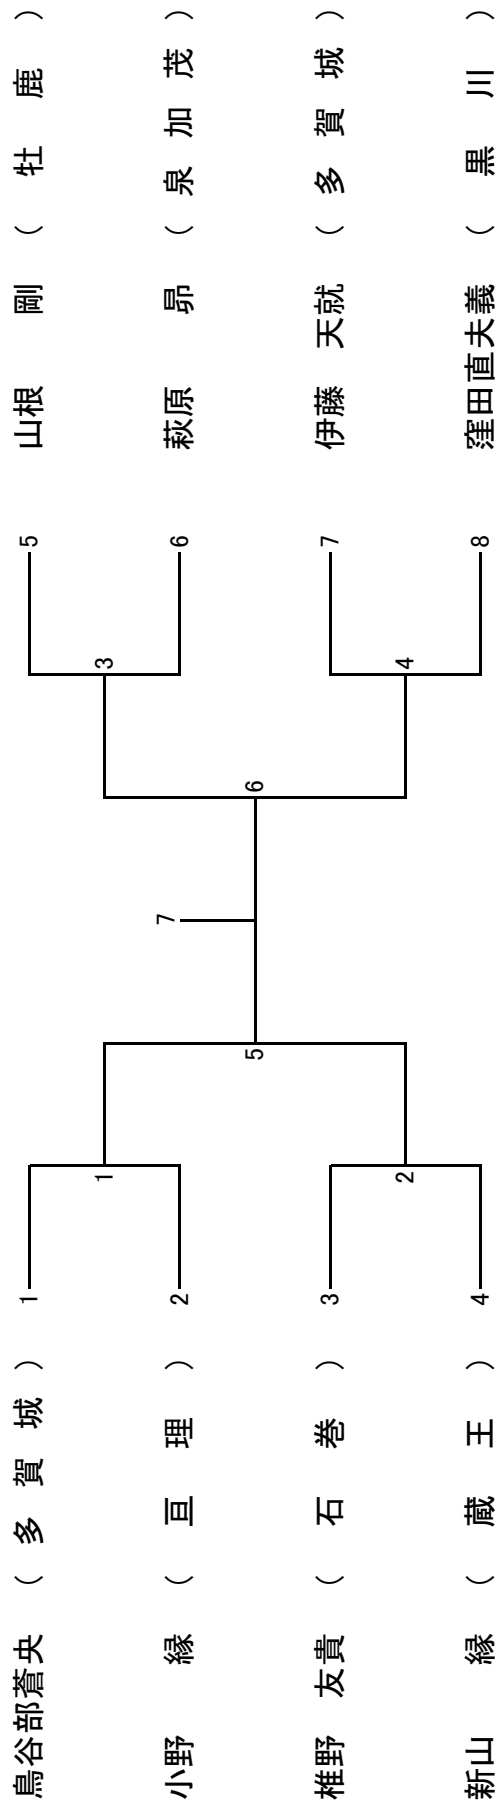 鳥谷部蒼央（多賀城） 1
小野　縁（亘理） 2
椎野　友貴（石巻） 3
新山　縁（蔵王） 4
1
2
5
7
6
3
4
5 山根　剛（牡鹿）
6 萩原　昴（泉加茂）
7 伊藤　天就（多賀城）
8 窪田直夫義（黒川）